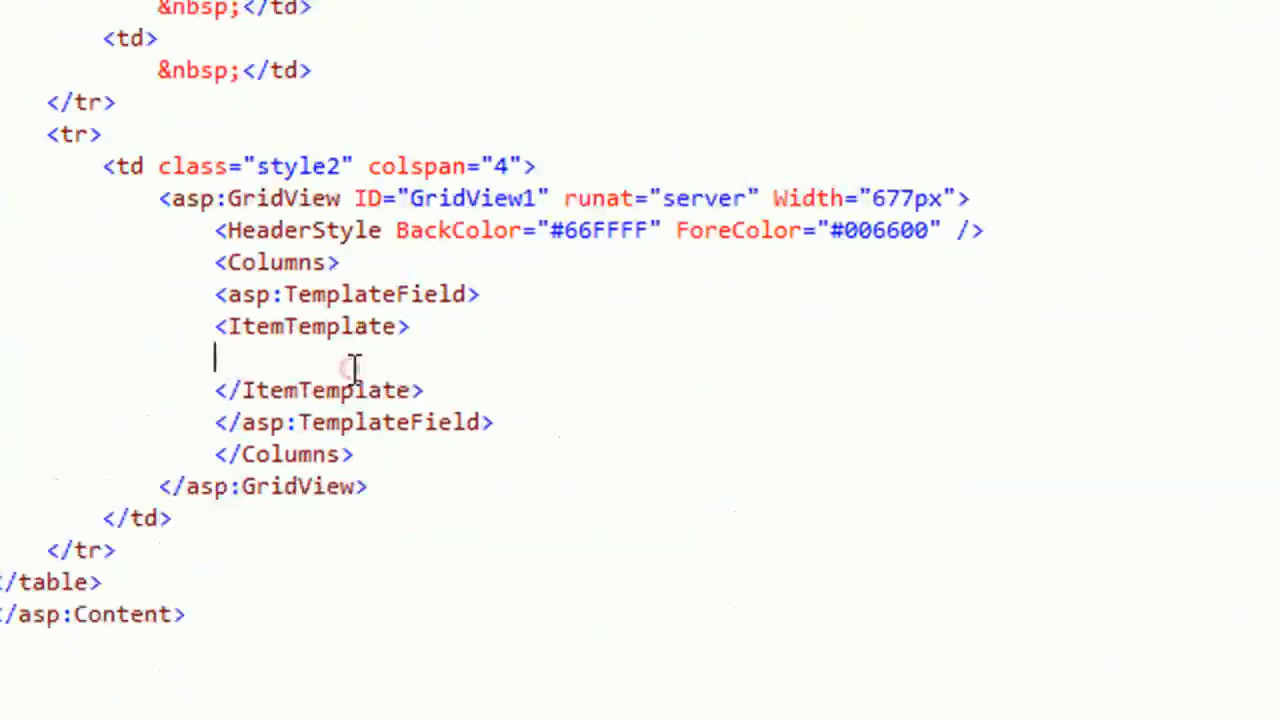 &nbsp;</td>
<td>
&nbsp;</td>
</tr>
<tr>
<td class="style2" colspan="4">
<asp:GridView ID="GridView1" runat="server" Width="677px">
<HeaderStyle BackColor="#66FFFF" ForeColor="#006600" />
<Columns>
<asp:TemplateField>
<ItemTemplate>
</ItemTemplate>
</asp:TemplateField>
</Columns>
</asp:GridView>
</td>
</tr>
</table>
</asp:Content>